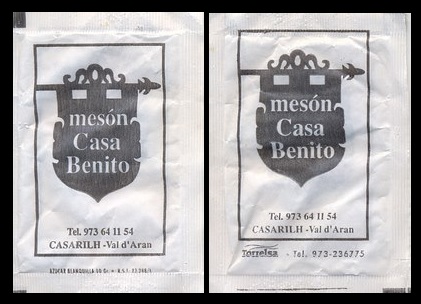 mesón
Casa
Benito
Tel. 973 64 11 54
CASARILH -Val d'Aran
mesón
Casa
Benito
Tel. 973 64 11 54
CASARILH -Val d'Aran
Torrelsa - Tel. 973-236775